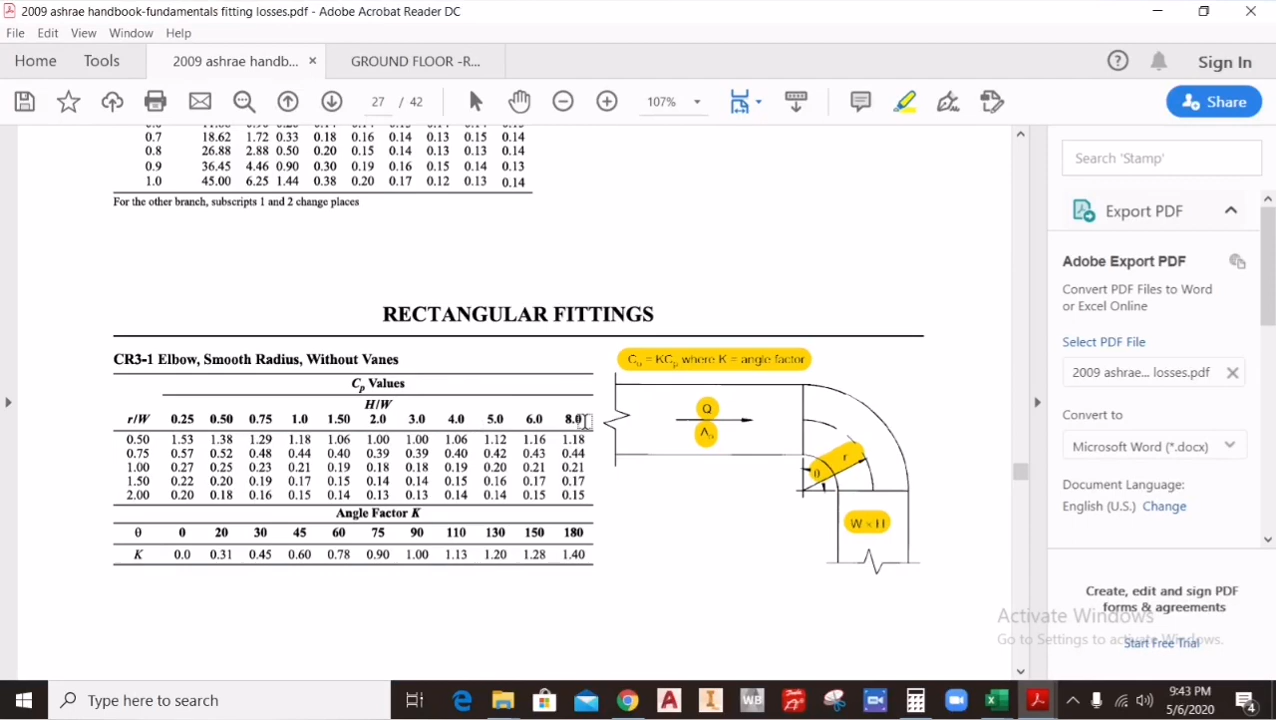 2009 ashrae handbook-fundamentals fitting losses.pdf - Adobe Acrobat Reader DC
File Edit View Window Help
Home Tools 2009 ashrae handb... × GROUND FLOOR -R... Sign In
27 / 42 107% Share
0.7 18.62 1.72 0.33 0.18 0.16 0.14 0.13 0.15 0.14
0.8 26.88 2.88 0.50 0.20 0.15 0.14 0.13 0.13 0.14
0.9 36.45 4.46 0.90 0.30 0.19 0.16 0.15 0.14 0.13
1.0 45.00 6.25 1.44 0.38 0.20 0.17 0.12 0.13 0.14
For the other branch, subscripts 1 and 2 change places
RECTANGULAR FITTINGS
CR3-1 Elbow, Smooth Radius, Without Vanes
Cp Values
H/W
r/W 0.25 0.50 0.75 1.0 1.50 2.0 3.0 4.0 5.0 6.0 8.0
0.50 1.53 1.38 1.29 1.18 1.06 1.00 1.00 1.06 1.12 1.16 1.18
0.75 0.57 0.52 0.48 0.44 0.40 0.39 0.39 0.40 0.42 0.43 0.44
1.00 0.27 0.25 0.23 0.21 0.19 0.18 0.18 0.19 0.20 0.21 0.21
1.50 0.22 0.20 0.19 0.17 0.15 0.14 0.14 0.15 0.16 0.17 0.17
2.00 0.20 0.18 0.16 0.15 0.14 0.13 0.13 0.14 0.14 0.15 0.15
Angle Factor K
θ 0 20 30 45 60 75 90 110 130 150 180
K 0.0 0.31 0.45 0.60 0.78 0.90 1.00 1.13 1.20 1.28 1.40
Co = KCp where K = angle factor
Q
Ao
r
θ
W × H
Search 'Stamp'
Export PDF
Adobe Export PDF
Convert PDF Files to Word
or Excel Online
Select PDF File
2009 ashrae... losses.pdf ×
Convert to
Microsoft Word (*.docx)
Document Language:
English (U.S.) Change
Create, edit and sign PDF
forms & agreements
Start Free Trial
Activate Windows
Go to Settings to activate Windows.
Type here to search
9:43 PM
5/6/2020
4